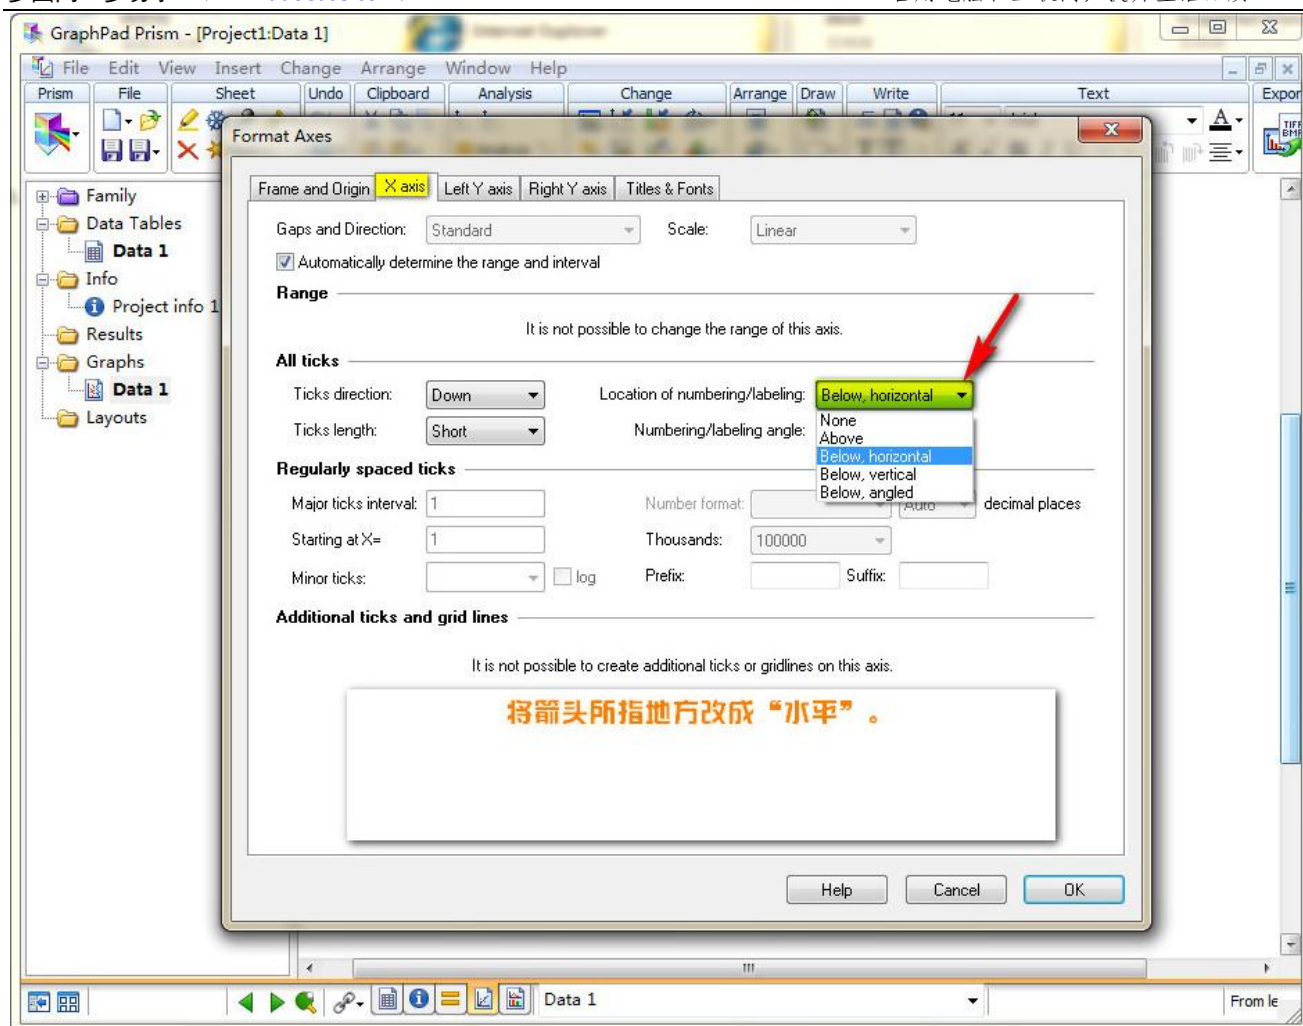 GraphPad Prism - [Project1:Data 1]
File Edit View Insert Change Arrange Window Help
Prism File Sheet Undo Clipboard Analysis Change Arrange Draw Write Text Expor
Format Axes
Frame and Origin X axis Left Y axis Right Y axis Titles & Fonts
Family
Data Tables
Data 1
Info
Project info 1
Results
Graphs
Data 1
Layouts
Gaps and Direction: Standard Scale: Linear
Automatically determine the range and interval
Range
It is not possible to change the range of this axis.
All ticks
Ticks direction: Down Location of numbering/labeling: Below, horizontal
Ticks length: Short Numbering/labeling angle:
None
Above
Below, horizontal
Below, vertical
Below, angled
Regularly spaced ticks
Major ticks interval: 1 Number format: Auto decimal places
Starting at X= 1 Thousands: 100000
Minor ticks: log Prefix: Suffix:
Additional ticks and grid lines
It is not possible to create additional ticks or gridlines on this axis.
将箭头所指地方改成“水平”。
Help Cancel OK
Data 1
From le